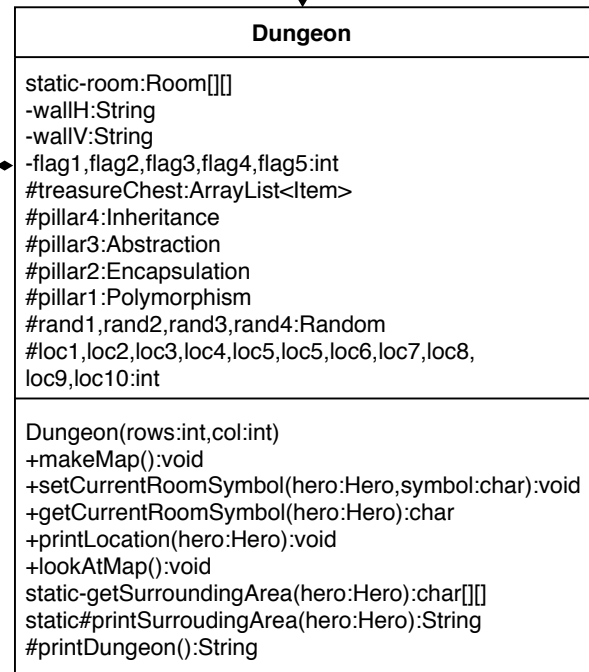 Dungeon
static-room:Room[][]
-wallH:String
-wallV:String
-flag1,flag2,flag3,flag4,flag5:int
#treasureChest:ArrayList<Item>
#pillar4:Inheritance
#pillar3:Abstraction
#pillar2:Encapsulation
#pillar1:Polymorphism
#rand1,rand2,rand3,rand4:Random
#loc1,loc2,loc3,loc4,loc5,loc5,loc6,loc7,loc8,
loc9,loc10:int
Dungeon(rows:int,col:int)
+makeMap():void
+setCurrentRoomSymbol(hero:Hero,symbol:char):void
+getCurrentRoomSymbol(hero:Hero):char
+printLocation(hero:Hero):void
+lookAtMap():void
static-getSurroundingArea(hero:Hero):char[][]
static#printSurroudingArea(hero:Hero):String
#printDungeon():String